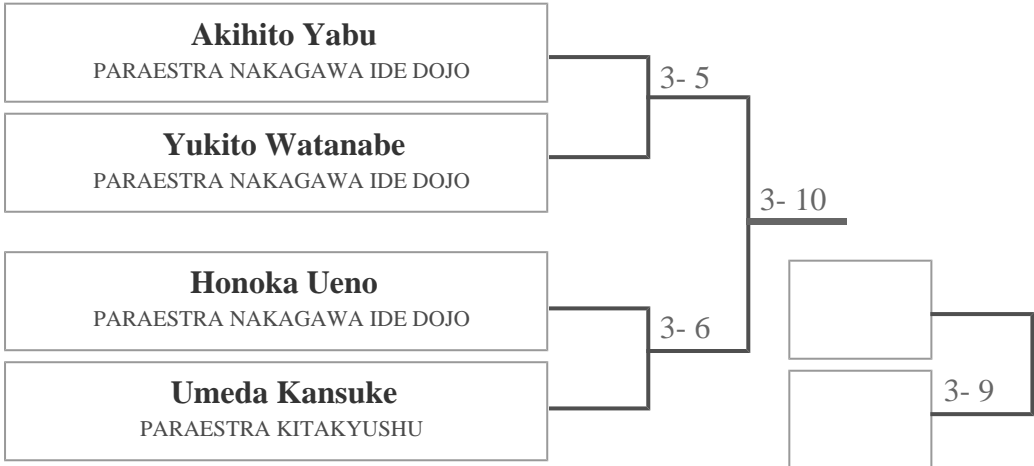 Akihito Yabu
PARAESTRA NAKAGAWA IDE DOJO
3- 5
Yukito Watanabe
PARAESTRA NAKAGAWA IDE DOJO
3- 10
Honoka Ueno
PARAESTRA NAKAGAWA IDE DOJO
3- 6
Umeda Kansuke
PARAESTRA KITAKYUSHU
3- 9